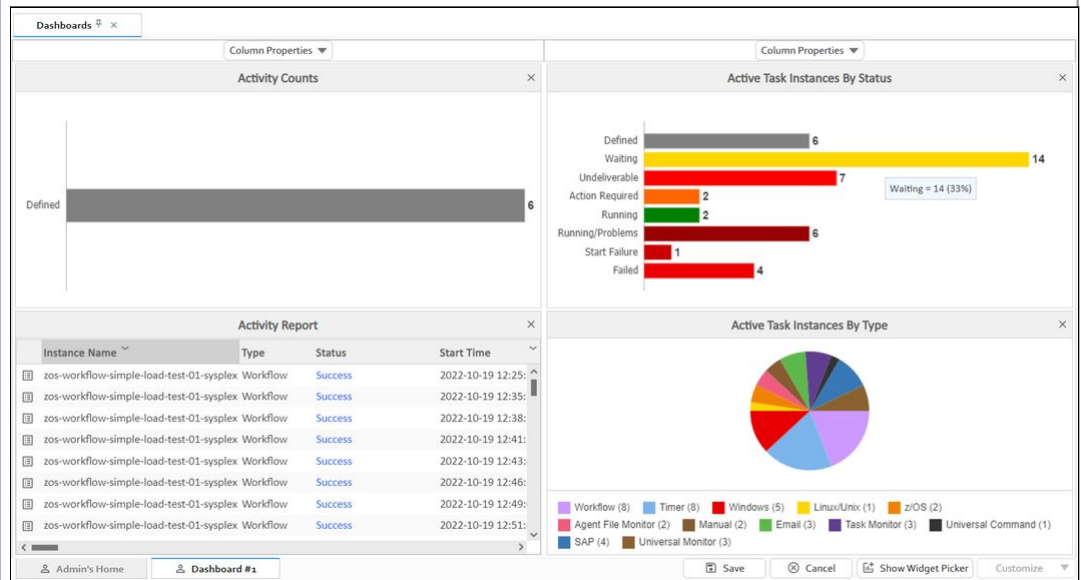 Dashboards
Column Properties
Column Properties
Activity Counts
Defined
6
Active Task Instances By Status
Defined 6
Waiting 14
Undeliverable 7
Waiting = 14 (33%)
Action Required 2
Running 2
Running/Problems 6
Start Failure 1
Failed 4
Activity Report
Instance Name Type Status Start Time
zos-workflow-simple-load-test-01-sysplex Workflow Success 2022-10-19 12:25:
zos-workflow-simple-load-test-01-sysplex Workflow Success 2022-10-19 12:35:
zos-workflow-simple-load-test-01-sysplex Workflow Success 2022-10-19 12:38:
zos-workflow-simple-load-test-01-sysplex Workflow Success 2022-10-19 12:41:
zos-workflow-simple-load-test-01-sysplex Workflow Success 2022-10-19 12:43:
zos-workflow-simple-load-test-01-sysplex Workflow Success 2022-10-19 12:46:
zos-workflow-simple-load-test-01-sysplex Workflow Success 2022-10-19 12:49:
zos-workflow-simple-load-test-01-sysplex Workflow Success 2022-10-19 12:51:
Active Task Instances By Type
Workflow (8) Timer (8) Windows (5) Linux/Unix (1) z/OS (2)
Agent File Monitor (2) Manual (2) Email (3) Task Monitor (3) Universal Command (1)
SAP (4) Universal Monitor (3)
Admin's Home Dashboard #1 Save Cancel Show Widget Picker Customize